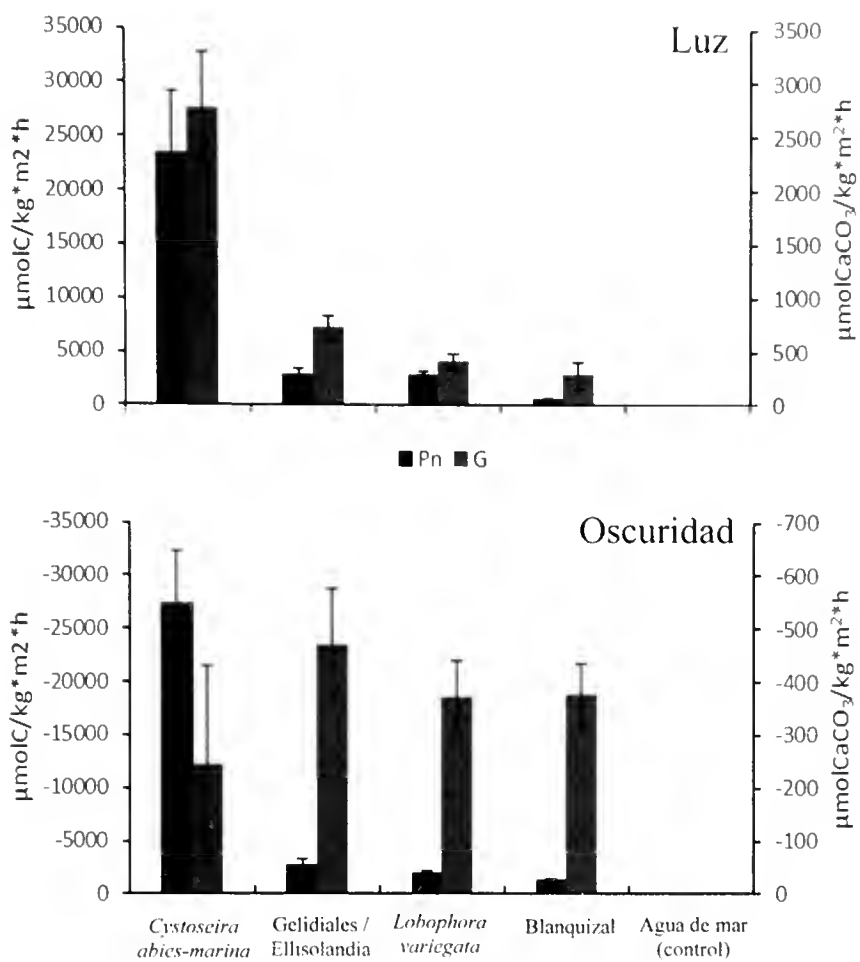 Luz
35000
30000
25000
20000
15000
10000
5000
0
µmolC/kg*m2*h
3500
3000
2500
2000
1500
1000
500
0
µmolCaCO₃/kg*m²*h
Pn G
Oscuridad
-35000
-30000
-25000
-20000
-15000
-10000
-5000
0
µmolC/kg*m2*h
-700
-600
-500
-400
-300
-200
-100
0
µmolCaCO₃/kg*m²*h
Cystoseira
abies-marina
Gelidiales /
Ellisolandia
Lobophora
variegata
Blanquizal
Agua de mar
(control)